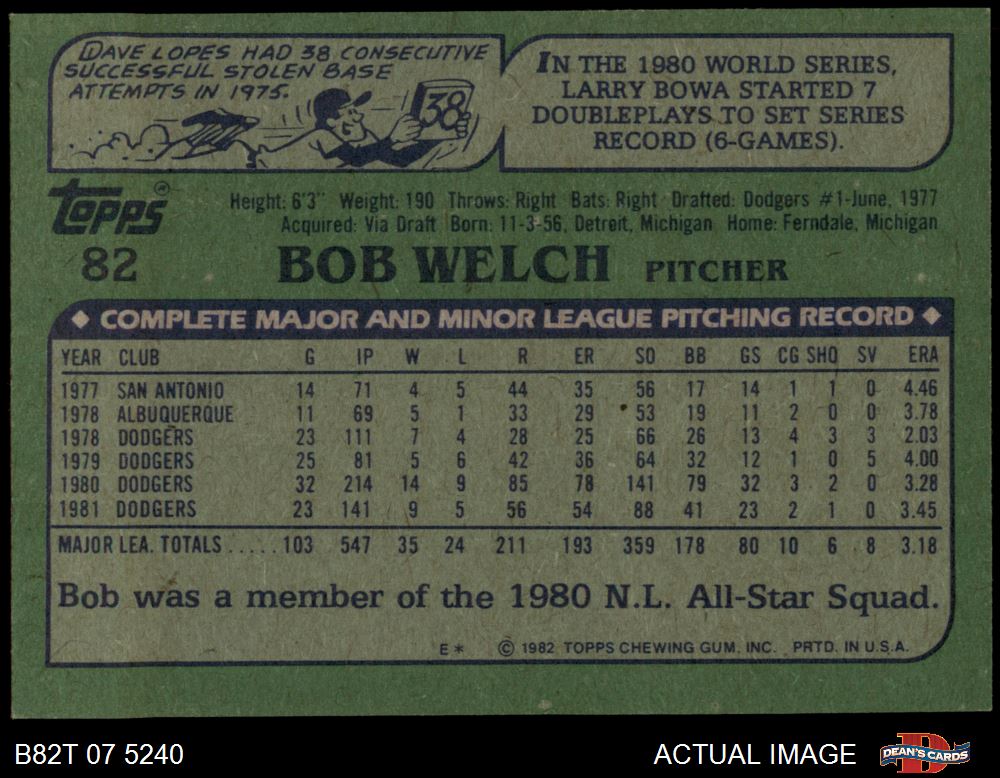 DAVE LOPES HAD 38 CONSECUTIVE
SUCCESSFUL STOLEN BASE
ATTEMPTS IN 1975.
38
IN THE 1980 WORLD SERIES,
LARRY BOWA STARTED 7
DOUBLEPLAYS TO SET SERIES
RECORD (6-GAMES).
Topps®
Height: 6'3" Weight: 190 Throws: Right Bats: Right Drafted: Dodgers #1-June, 1977
Acquired: Via Draft Born: 11-3-56, Detroit, Michigan Home: Ferndale, Michigan
82 BOB WELCH PITCHER
◆ COMPLETE MAJOR AND MINOR LEAGUE PITCHING RECORD ◆
YEAR CLUB G IP W L R ER SO BB GS CG SHO SV ERA
1977 SAN ANTONIO 14 71 4 5 44 35 56 17 14 1 1 0 4.46
1978 ALBUQUERQUE 11 69 5 1 33 29 53 19 11 2 0 0 3.78
1978 DODGERS 23 111 7 4 28 25 66 26 13 4 3 3 2.03
1979 DODGERS 25 81 5 6 42 36 64 32 12 1 0 5 4.00
1980 DODGERS 32 214 14 9 85 78 141 79 32 3 2 0 3.28
1981 DODGERS 23 141 9 5 56 54 88 41 23 2 1 0 3.45
MAJOR LEA. TOTALS.....103 547 35 24 211 193 359 178 80 10 6 8 3.18
Bob was a member of the 1980 N.L. All-Star Squad.
E* © 1982 TOPPS CHEWING GUM, INC. PRTD. IN U.S.A.
B82T 07 5240 ACTUAL IMAGE D DEAN'S CARDS